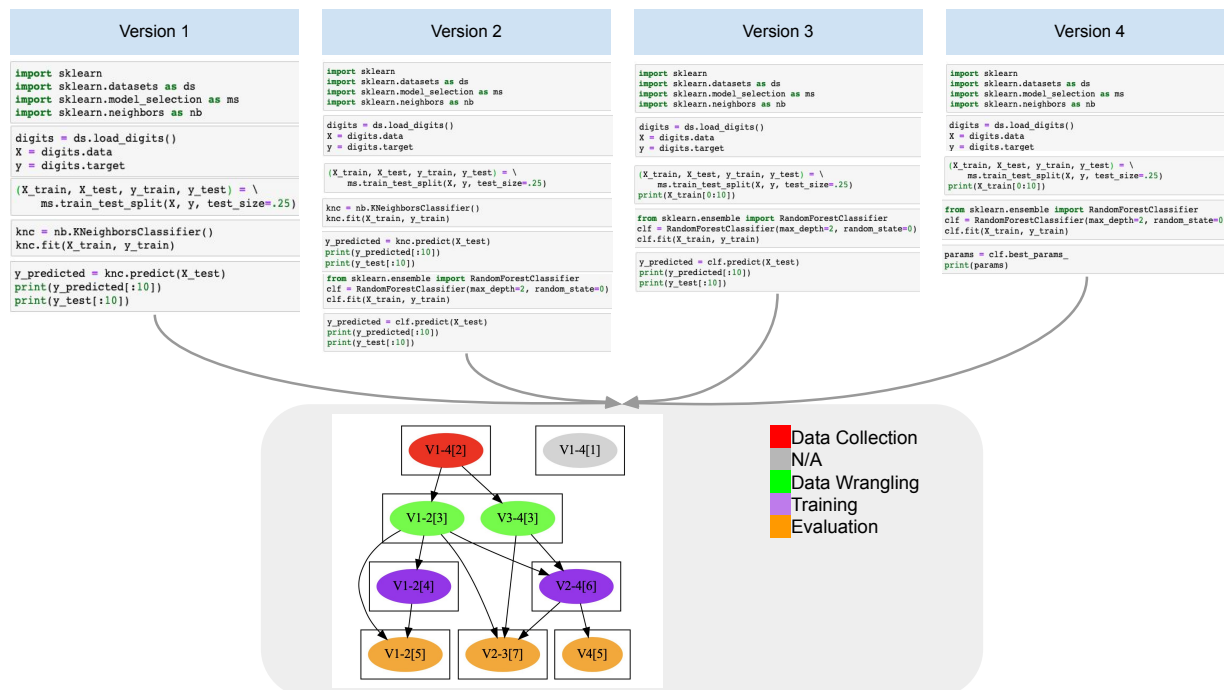 Version 1
import sklearn
import sklearn.datasets as ds
import sklearn.model_selection as ms
import sklearn.neighbors as nb
digits = ds.load_digits()
X = digits.data
y = digits.target
(X_train, X_test, y_train, y_test) = \
ms.train_test_split(X, y, test_size=.25)
knc = nb.KNeighborsClassifier()
knc.fit(X_train, y_train)
y_predicted = knc.predict(X_test)
print(y_predicted[:10])
print(y_test[:10])
Version 2
import sklearn
import sklearn.datasets as ds
import sklearn.model_selection as ms
import sklearn.neighbors as nb
digits = ds.load_digits()
X = digits.data
y = digits.target
(X_train, X_test, y_train, y_test) = \
ms.train_test_split(X, y, test_size=.25)
knc = nb.KNeighborsClassifier()
knc.fit(X_train, y_train)
y_predicted = knc.predict(X_test)
print(y_predicted[:10])
print(y_test[:10])
from sklearn.ensemble import RandomForestClassifier
clf = RandomForestClassifier(max_depth=2, random_state=0)
clf.fit(X_train, y_train)
y_predicted = clf.predict(X_test)
print(y_predicted[:10])
print(y_test[:10])
Version 3
import sklearn
import sklearn.datasets as ds
import sklearn.model_selection as ms
import sklearn.neighbors as nb
digits = ds.load_digits()
X = digits.data
y = digits.target
(X_train, X_test, y_train, y_test) = \
ms.train_test_split(X, y, test_size=.25)
print(X_train[0:10])
from sklearn.ensemble import RandomForestClassifier
clf = RandomForestClassifier(max_depth=2, random_state=0)
clf.fit(X_train, y_train)
y_predicted = clf.predict(X_test)
print(y_predicted[:10])
print(y_test[:10])
Version 4
import sklearn
import sklearn.datasets as ds
import sklearn.model_selection as ms
import sklearn.neighbors as nb
digits = ds.load_digits()
X = digits.data
y = digits.target
(X_train, X_test, y_train, y_test) = \
ms.train_test_split(X, y, test_size=.25)
print(X_train[0:10])
from sklearn.ensemble import RandomForestClassifier
clf = RandomForestClassifier(max_depth=2, random_state=0)
clf.fit(X_train, y_train)
params = clf.best_params_
print(params)
V1-4[2]
V1-4[1]
V1-2[3]
V3-4[3]
V1-2[4]
V2-4[6]
V1-2[5]
V2-3[7]
V4[5]
Data Collection
N/A
Data Wrangling
Training
Evaluation